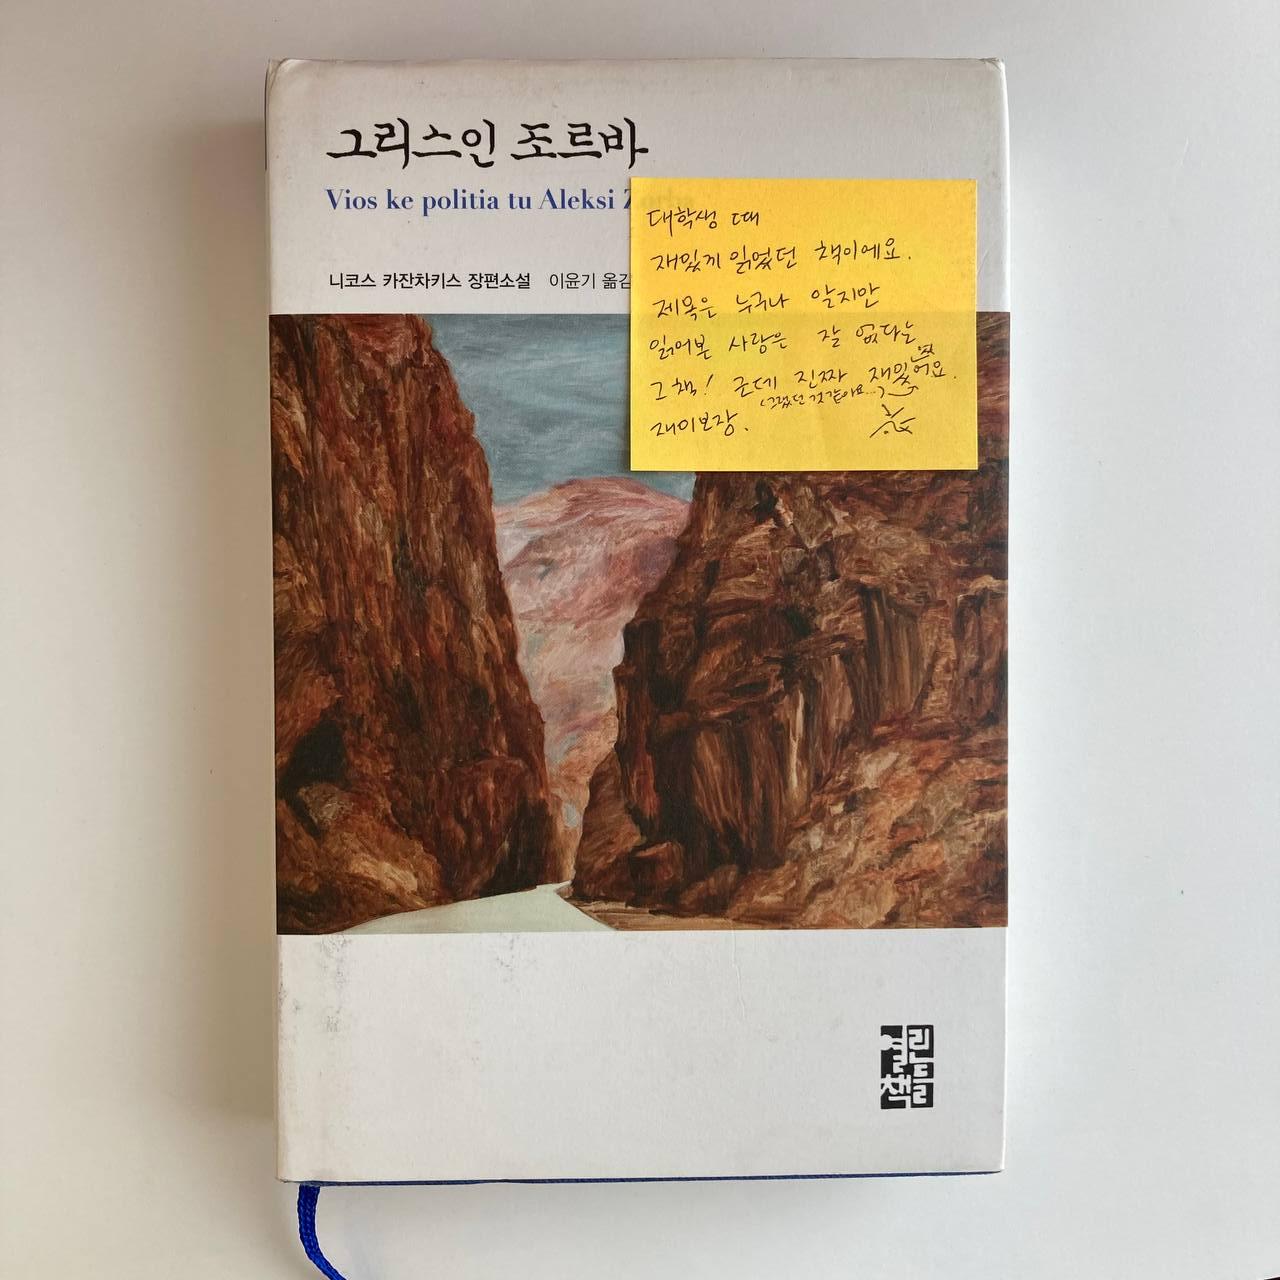 그리스인 조르바
Vios ke politia tu Aleksi
니코스 카잔차키스 장편소설 이윤기 옮김
대학생 때
재밌게 읽었던 책이에요.
제목은 누구나 알지만
읽어본 사람은 잘 없다는
그 책! 근데 진짜 재밌어요.
(그랬던 것 같아요...)
재미보장.
열린책들